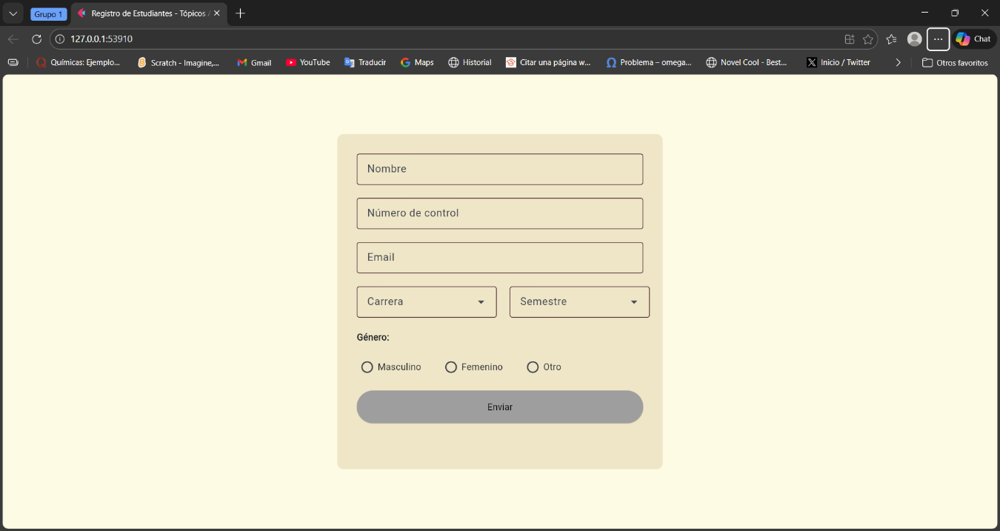 Grupo 1
Registro de Estudiantes - Tópicos
127.0.0.1:53910
Chat
Químicas: Ejemplo...
Scratch - Imagine,...
Gmail
YouTube
Traducir
Maps
Historial
Citar una página w...
Problema – omega...
Novel Cool - Best...
Inicio / Twitter
Otros favoritos
Nombre
Número de control
Email
Carrera
Semestre
Género:
Masculino
Femenino
Otro
Enviar